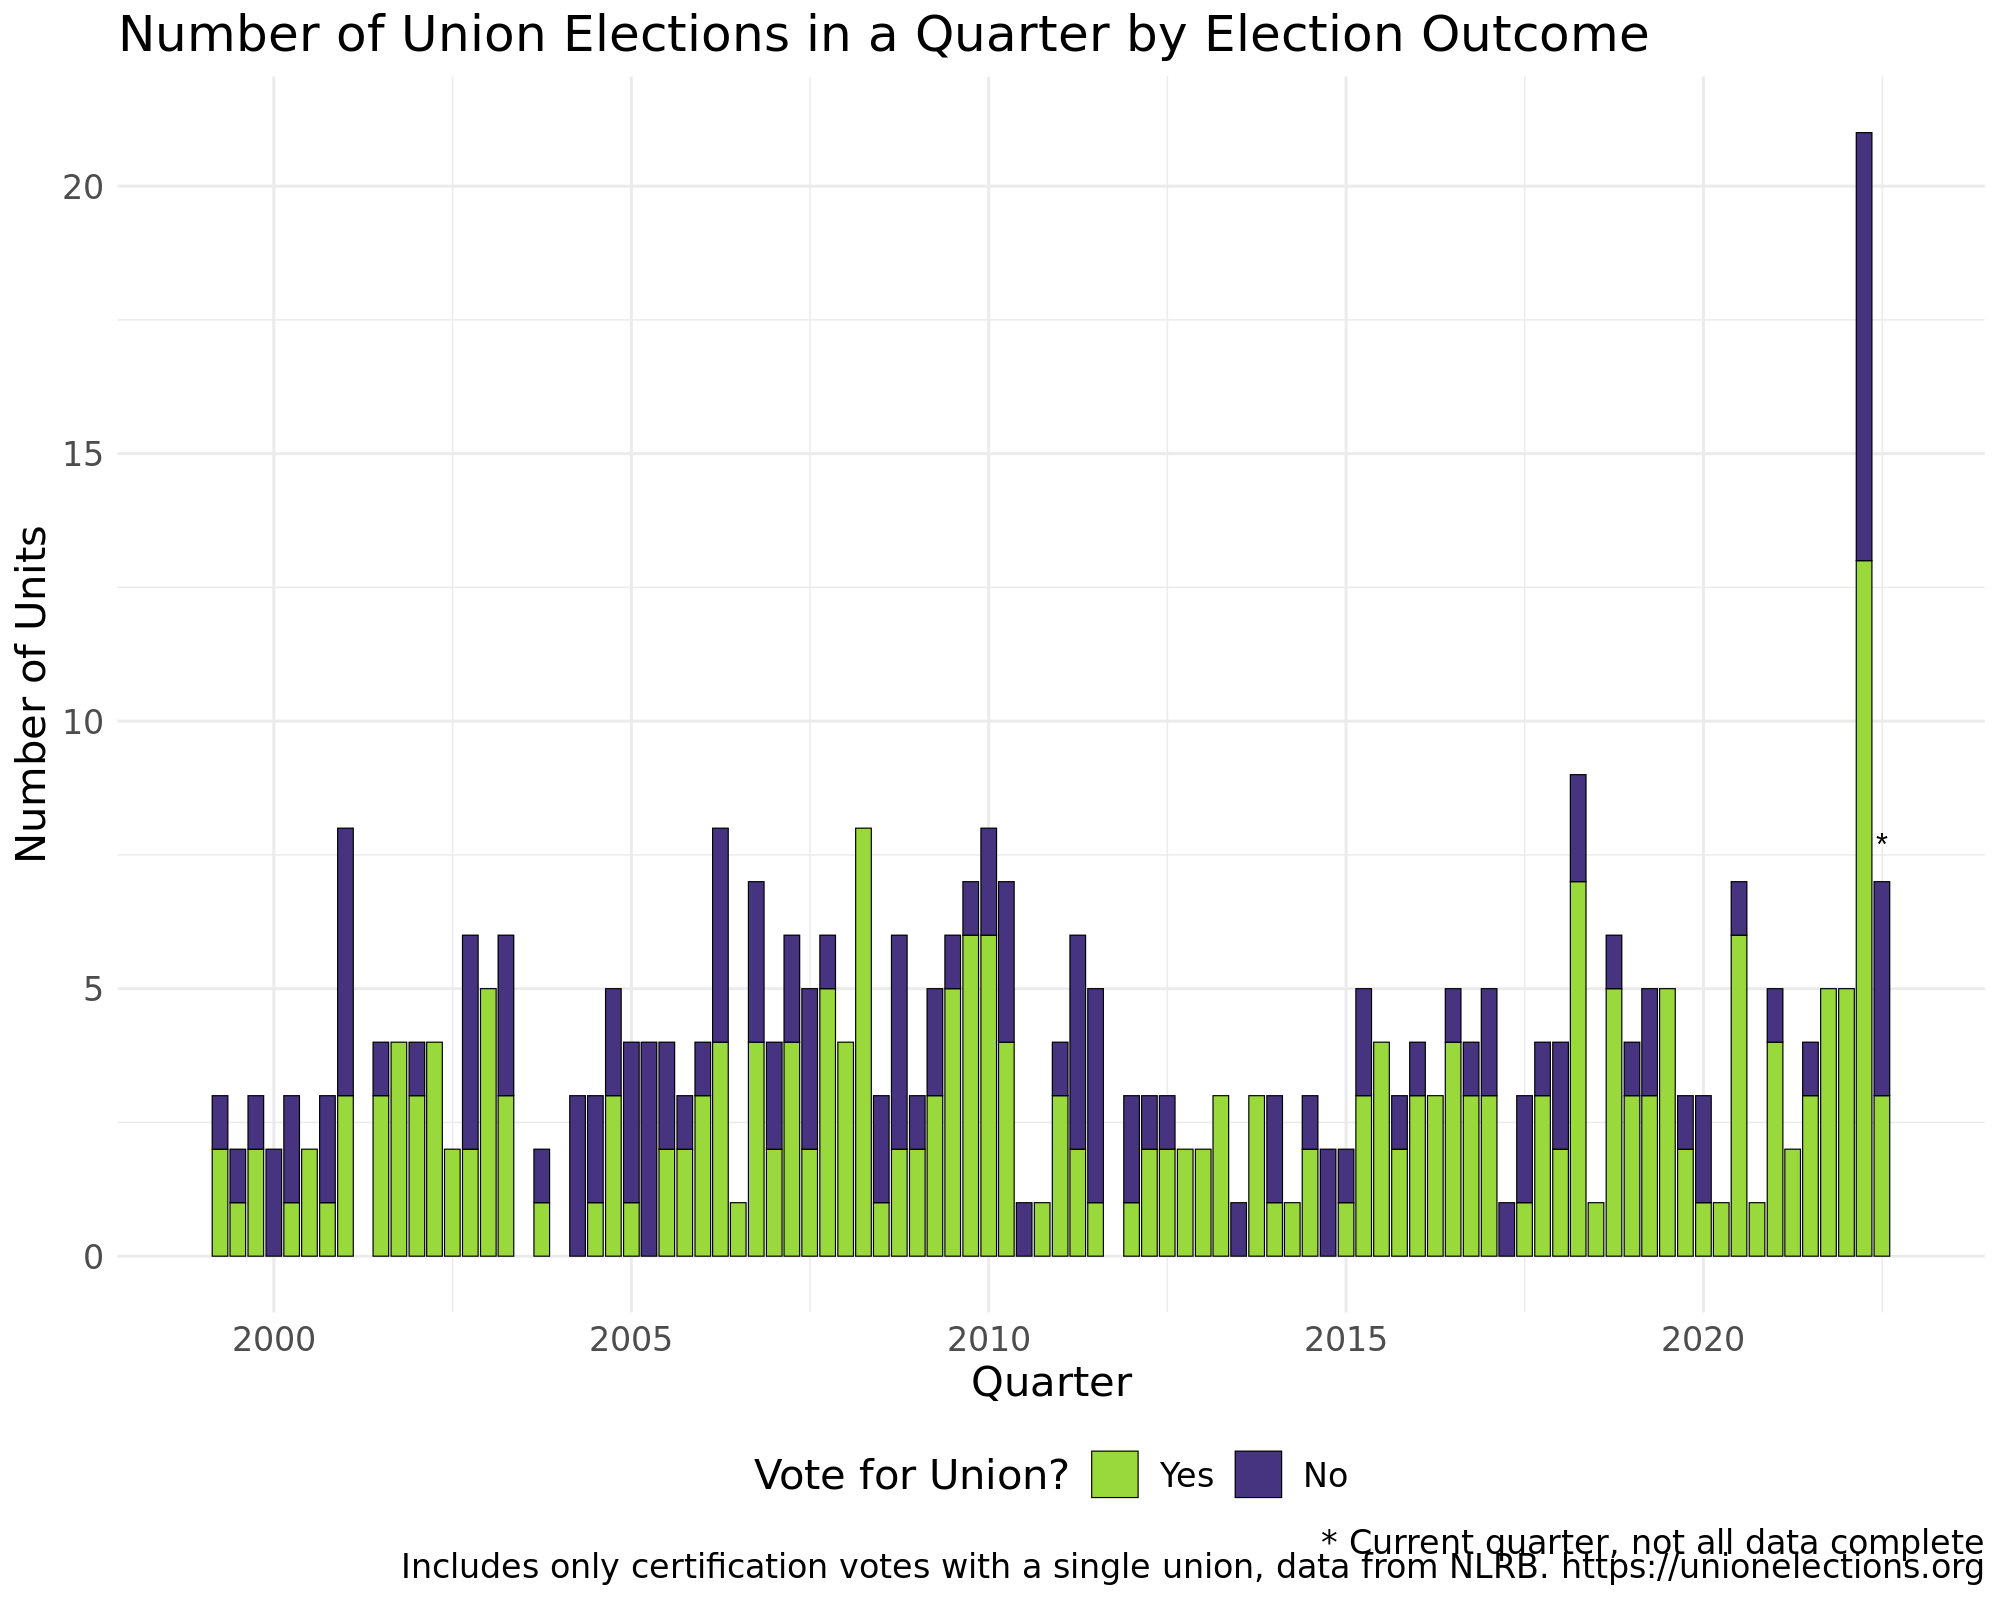 Number of Union Elections in a Quarter by Election Outcome
Number of Units
20
15
10
5
0
*
2000 2005 2010 2015 2020
Quarter
Vote for Union? Yes No
* Current quarter, not all data complete
Includes only certification votes with a single union, data from NLRB. https://unionelections.org